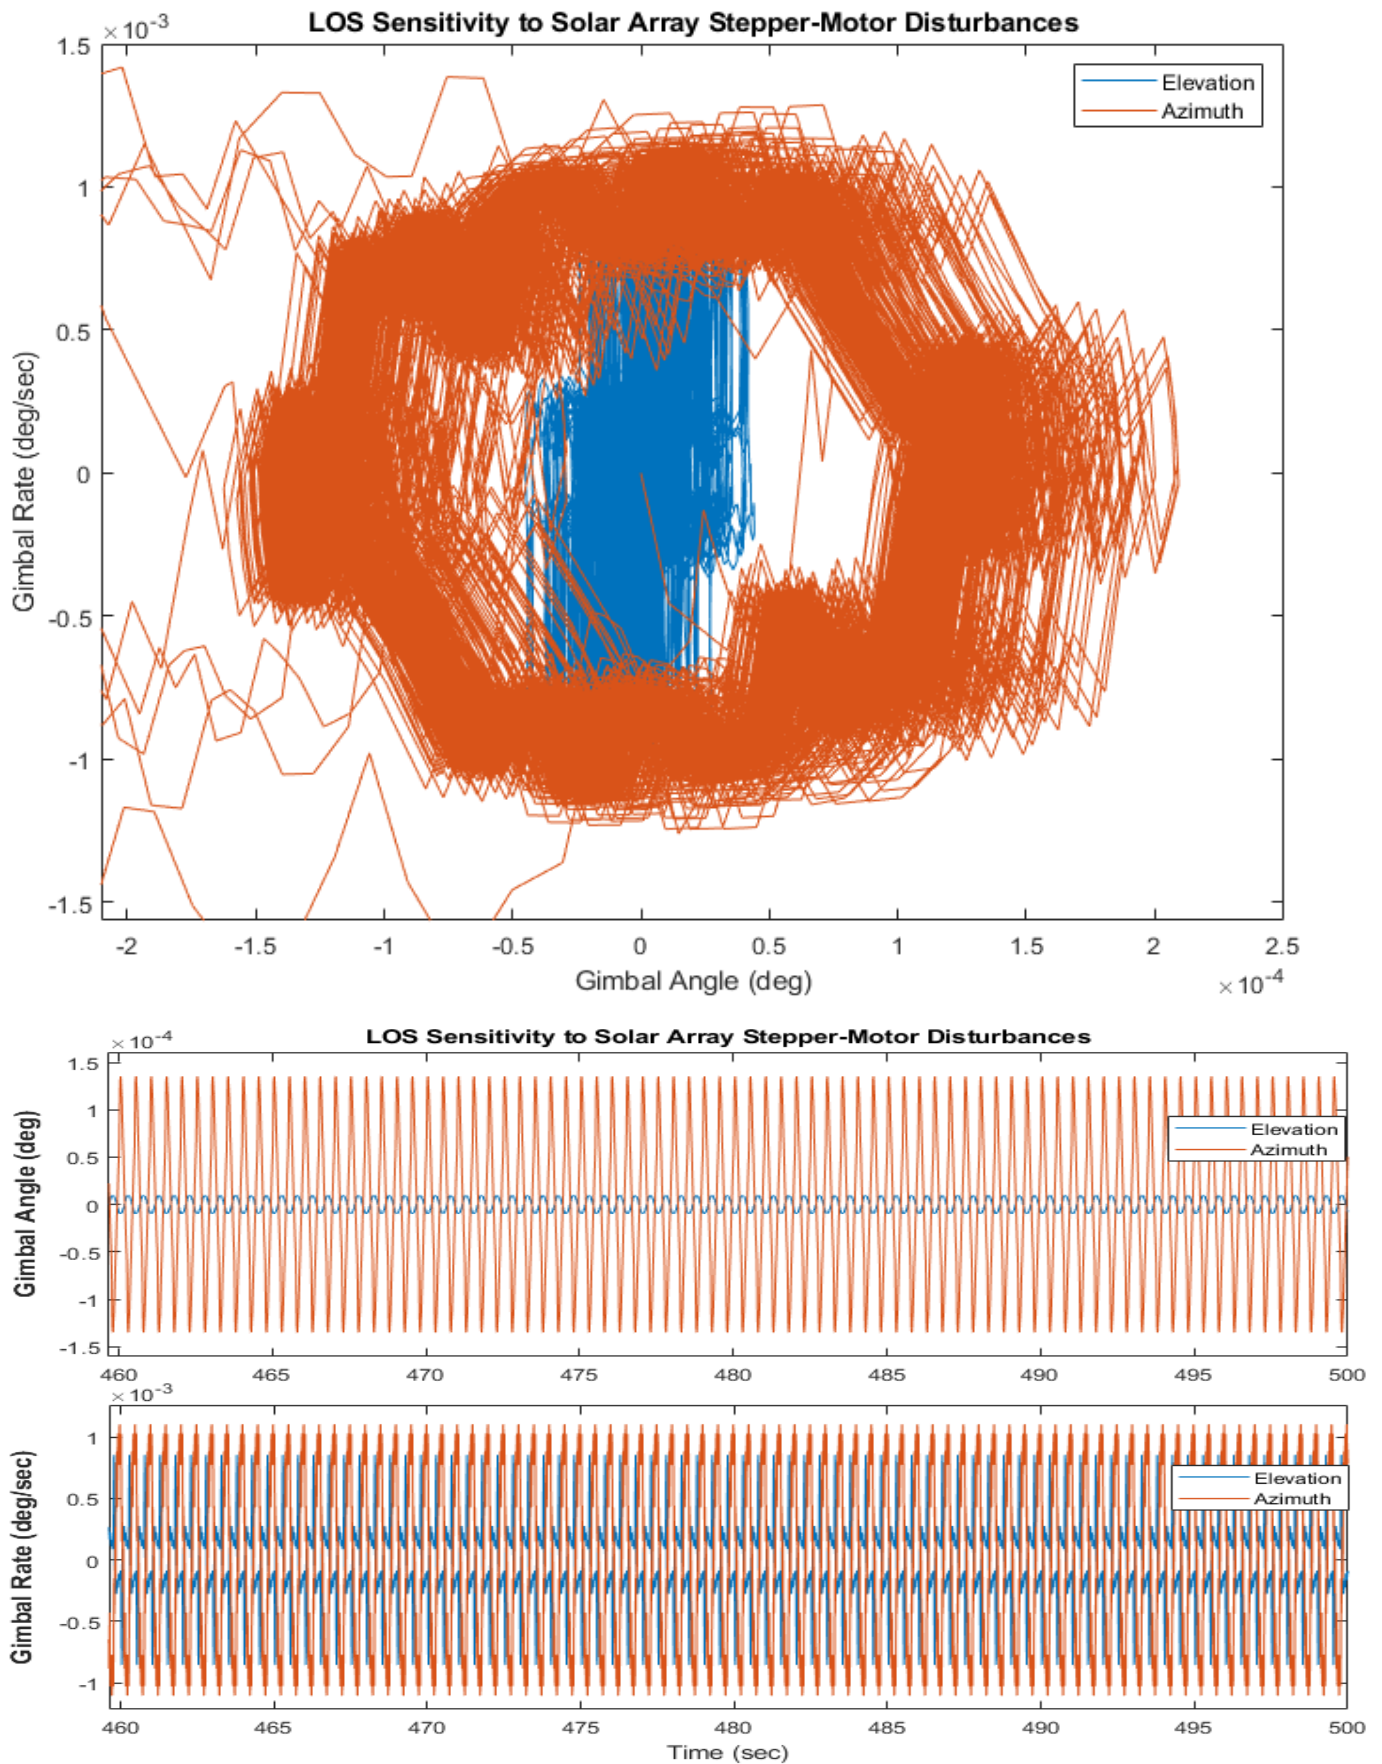 LOS Sensitivity to Solar Array Stepper-Motor Disturbances
×10⁻³
1.5
1
0.5
0
-0.5
-1
-1.5
Gimbal Rate (deg/sec)
Elevation
Azimuth
-2 -1.5 -1 -0.5 0 0.5 1 1.5 2 2.5
Gimbal Angle (deg)
×10⁻⁴
LOS Sensitivity to Solar Array Stepper-Motor Disturbances
×10⁻⁴
1.5
1
0.5
0
-0.5
-1
-1.5
Gimbal Angle (deg)
Elevation
Azimuth
460 465 470 475 480 485 490 495 500
×10⁻³
1
0.5
0
-0.5
-1
Gimbal Rate (deg/sec)
Elevation
Azimuth
460 465 470 475 480 485 490 495 500
Time (sec)